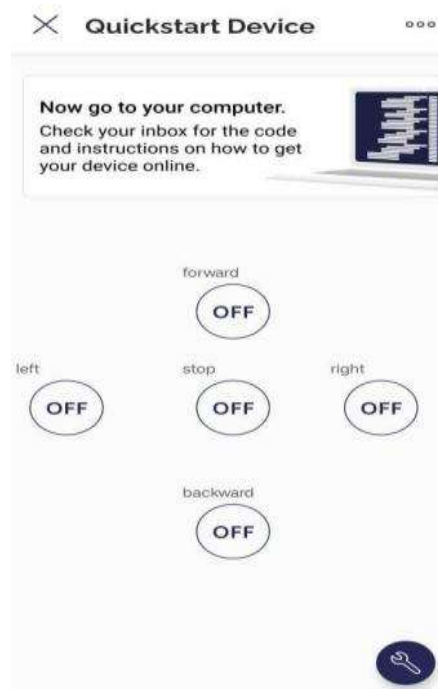 Quickstart Device
Now go to your computer.
Check your inbox for the code
and instructions on how to get
your device online.
forward
OFF
left
stop
right
OFF
OFF
OFF
backward
OFF